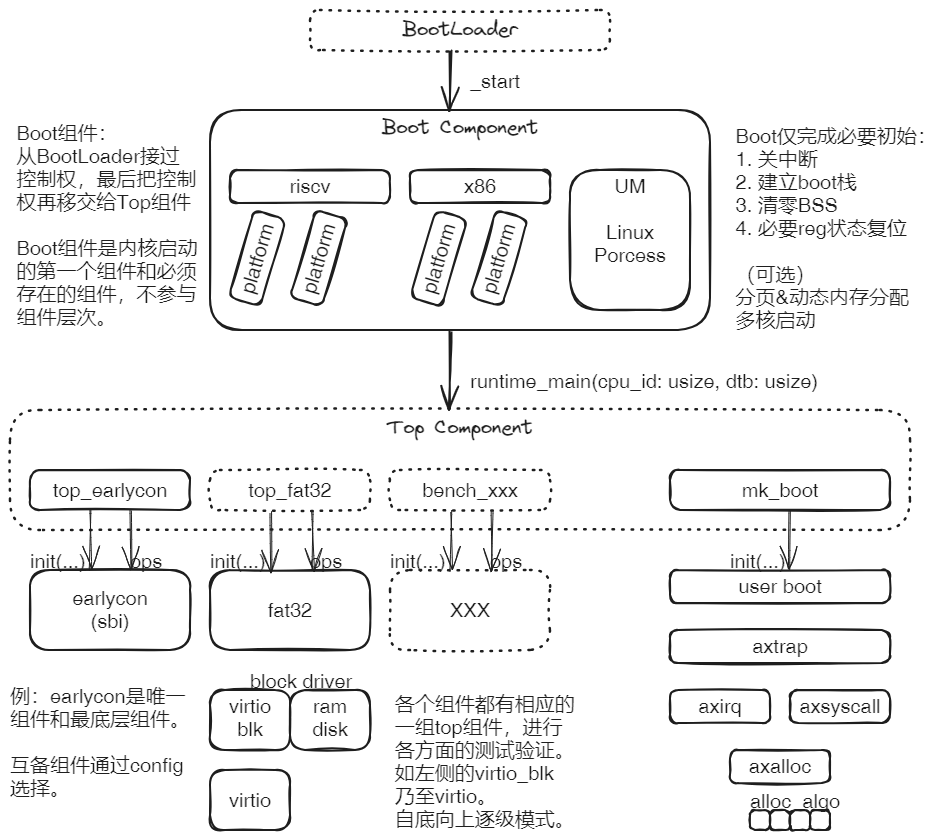 BootLoader
_start
Boot组件：
从BootLoader接过
控制权，最后把控制
权再移交给Top组件
Boot组件是内核启动
的第一个组件和必须
存在的组件，不参与
组件层次。
Boot Component
riscv
platform
platform
x86
platform
platform
UM
Linux
Porcess
Boot仅完成必要初始：
1. 关中断
2. 建立boot栈
3. 清零BSS
4. 必要reg状态复位
（可选）
分页&动态内存分配
多核启动
runtime_main(cpu_id: usize, dtb: usize)
Top Component
top_earlycon
top_fat32
bench_xxx
mk_boot
init(...)
ops
init(...)
ops
init(...)
ops
init(...)
earlycon
(sbi)
fat32
XXX
user boot
axtrap
axirq
axsyscall
axalloc
alloc_algo
例：earlycon是唯一
组件和最底层组件。
互备组件通过config
选择。
block driver
virtio
blk
ram
disk
virtio
各个组件都有相应的
一组top组件，进行
各方面的测试验证。
如左侧的virtio_blk
乃至virtio。
自底向上逐级模式。